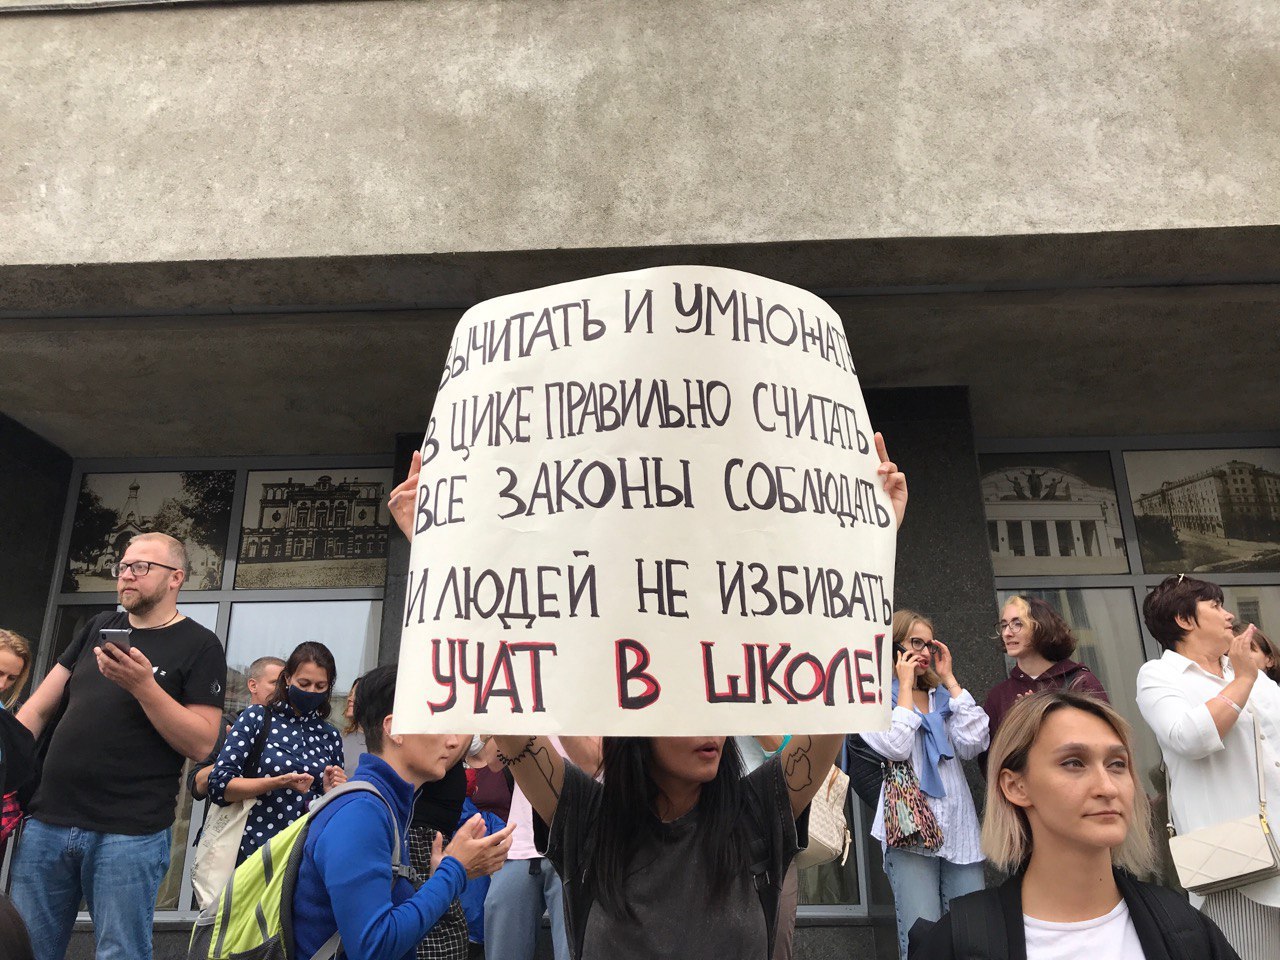 ВЫЧИТАТЬ И УМНОЖАТЬ
В ЦИКЕ ПРАВИЛЬНО СЧИТАТЬ
ВСЕ ЗАКОНЫ СОБЛЮДАТЬ
И ЛЮДЕЙ НЕ ИЗБИВАТЬ
УЧАТ В ШКОЛЕ!